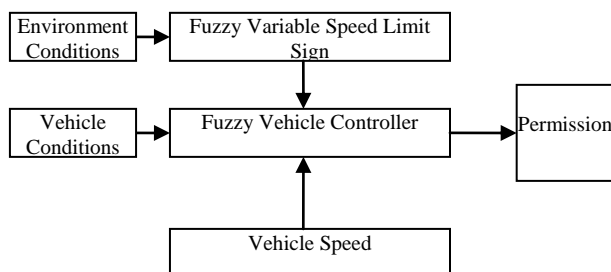 Environment
Conditions
Fuzzy Variable Speed Limit
Sign
Vehicle
Conditions
Fuzzy Vehicle Controller
Permission
Vehicle Speed